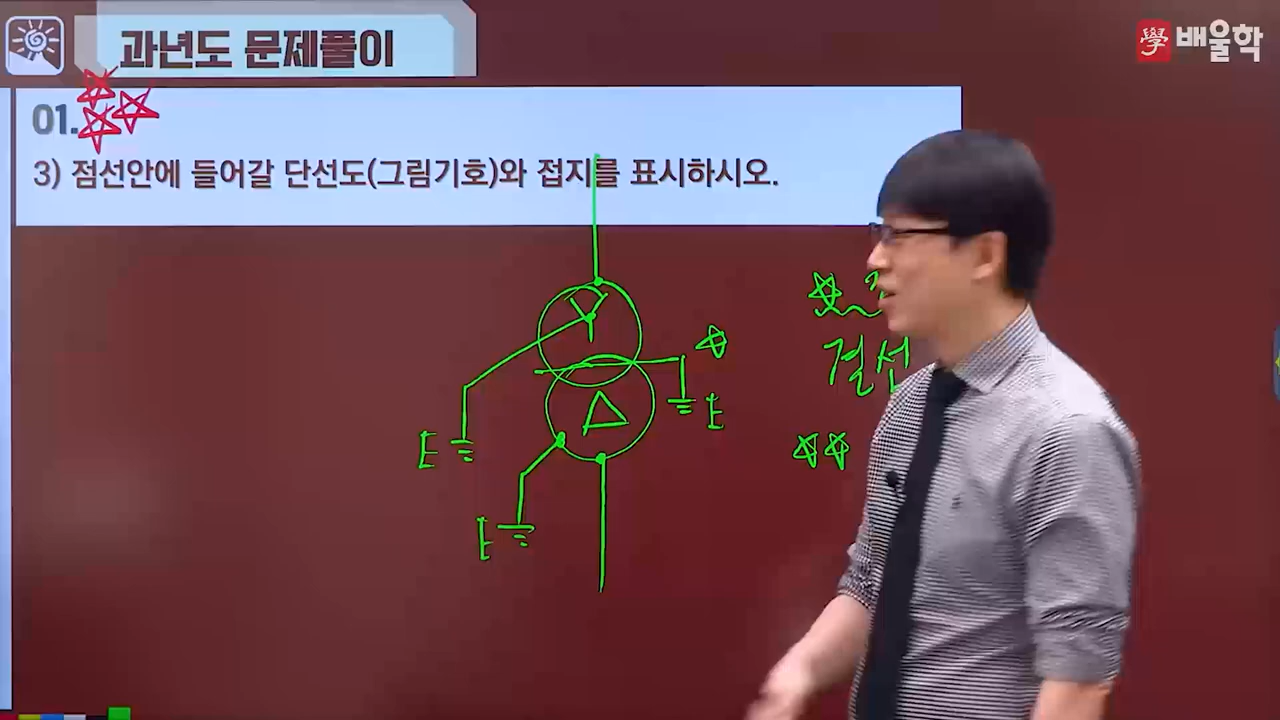 과년도 문제풀이
學 배울학
01.
3) 점선안에 들어갈 단선도(그림기호)와 접지를 표시하시오.
Y
Δ
E
E
E
결선